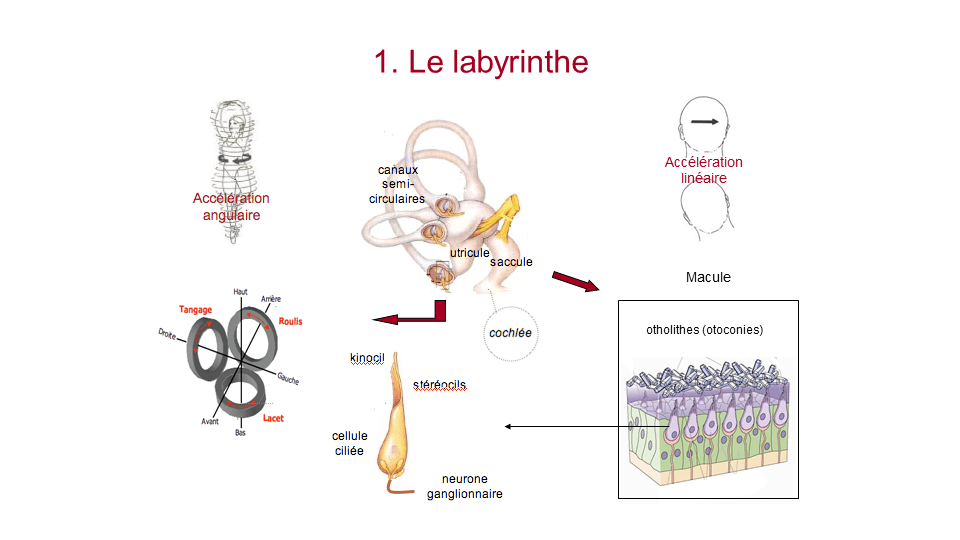 1. Le labyrinthe
Accélération
angulaire
canaux
semi-
circulaires
utricule
saccule
cochlée
Accélération
linéaire
Macule
otholithes (otoconies)
Haut
Arrière
Tangage
Roulis
Droite
Gauche
Avant
Bas
Lacet
kinocil
stéréocils
cellule
ciliée
neurone
ganglionnaire